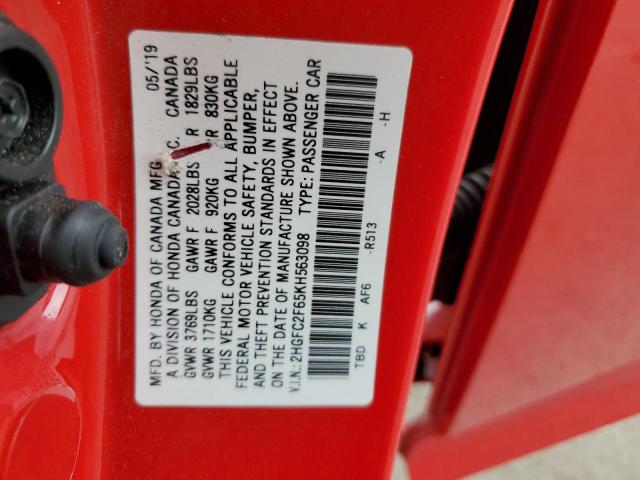 MFD. BY HONDA OF CANADA MFG. 05/'19
A DIVISION OF HONDA CANADA INC. CANADA
GVWR 3769LBS GAWR F 2028LBS R 1829LBS
GVWR 1710KG GAWR F 920KG R 830KG
THIS VEHICLE CONFORMS TO ALL APPLICABLE
FEDERAL MOTOR VEHICLE SAFETY, BUMPER,
AND THEFT PREVENTION STANDARDS IN EFFECT
ON THE DATE OF MANUFACTURE SHOWN ABOVE.
V.I.N.: 2HGFC2F65KH563098 TYPE: PASSENGER CAR
TBD K AF6 -R513 -A -H